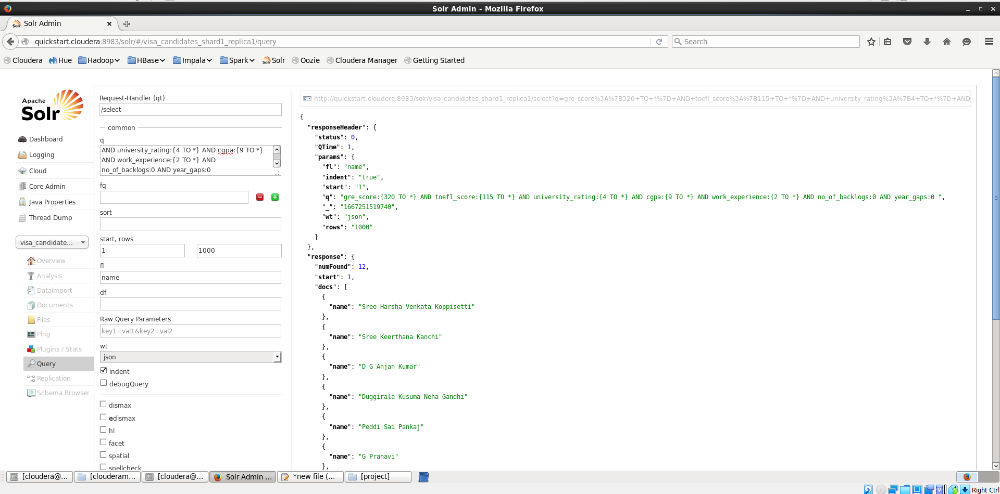 Solr Admin - Mozilla Firefox
Solr Admin
quickstart.cloudera:8983/solr/#/visa_candidates_shard1_replica1/query
Search
Cloudera Hue Hadoop HBase Impala Spark Solr Oozie Cloudera Manager Getting Started
Apache
Solr
Dashboard
Logging
Cloud
Core Admin
Java Properties
Thread Dump
visa_candidate...
Overview
Analysis
Dataimport
Documents
Files
Ping
Plugins / Stats
Query
Replication
Schema Browser
Request-Handler (qt)
/select
common
q
AND university_rating:{4 TO *} AND cgpa:{9 TO *}
AND work_experience:{2 TO *} AND
no_of_backlogs:0 AND year_gaps:0
fq
sort
start, rows
1 1000
fl
name
df
Raw Query Parameters
key1=val1&key2=val2
wt
json
indent
debugQuery
dismax
edismax
hl
facet
spatial
spellcheck
http://quickstart.cloudera:8983/solr/visa_candidates_shard1_replica1/select?q=gre_score%3A%7B320+TO+*%7D+AND+toefl_score%3A%7B115+TO+*%7D+AND+university_rating%3A%7B4+TO+*%7D+AND
{
"responseHeader": {
"status": 0,
"QTime": 1,
"params": {
"fl": "name",
"indent": "true",
"start": "1",
"q": "gre_score:{320 TO *} AND toefl_score:{115 TO *} AND university_rating:{4 TO *} AND cgpa:{9 TO *} AND work_experience:{2 TO *} AND no_of_backlogs:0 AND year_gaps:0 ",
"_": "1667251519740",
"wt": "json",
"rows": "1000"
}
},
"response": {
"numFound": 12,
"start": 1,
"docs": [
{
"name": "Sree Harsha Venkata Koppisetti"
},
{
"name": "Sree Keerthana Kanchi"
},
{
"name": "D G Anjan Kumar"
},
{
"name": "Duggirala Kusuma Neha Gandhi"
},
{
"name": "Peddi Sai Pankaj"
},
{
"name": "G Pranavi"
},
[cloudera@... [clouderam... [cloudera@... Solr Admin ... *new file (... [project]
Right Ctrl